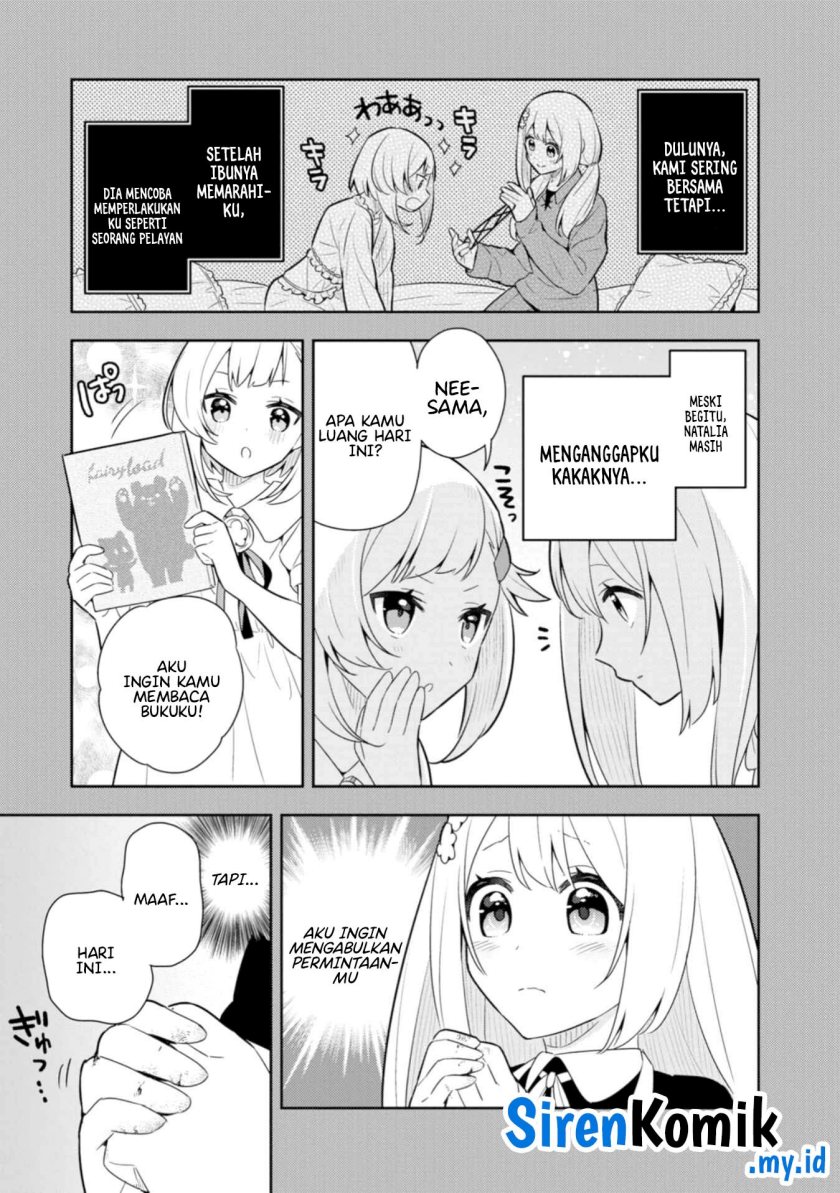 DULUNYA,
KAMI SERING
BERSAMA
TETAPI...
わあぁっっ
キラ
キラ
SETELAH
IBUNYA
MEMARAHI-
KU,
DIA MENCOBA
MEMPERLAKUKAN
KU SEPERTI
SEORANG PELAYAN
MESKI
BEGITU,
NATALIA
MASIH
MENGANGGAPKU
KAKAKNYA...
NEE-
SAMA,
APA KAMU
LUANG HARI
INI?
こそっ
ぱっ
fairyload
AKU
INGIN KAMU
MEMBACA
BUKUKU!
AKU INGIN
MENGABULKAN
PERMINTAAN-
MU
TAPI...
MAAF...
HARI
INI...
ぎゅっ...
SirenKomik
.my.id